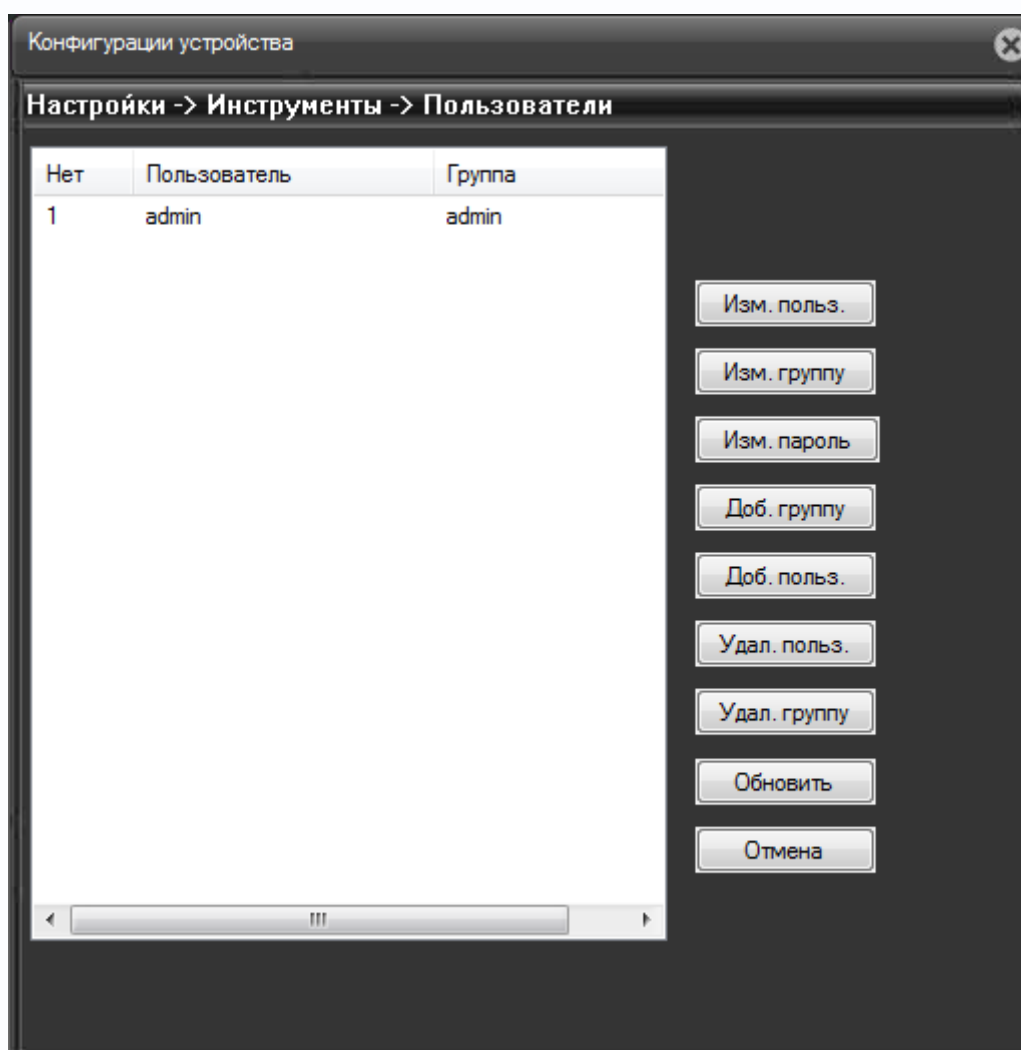 Конфигурации устройства
Настройки -> Инструменты -> Пользователи
Нет Пользователь Группа
1 admin admin
Изм. польз.
Изм. группу
Изм. пароль
Доб. группу
Доб. польз.
Удал. польз.
Удал. группу
Обновить
Отмена